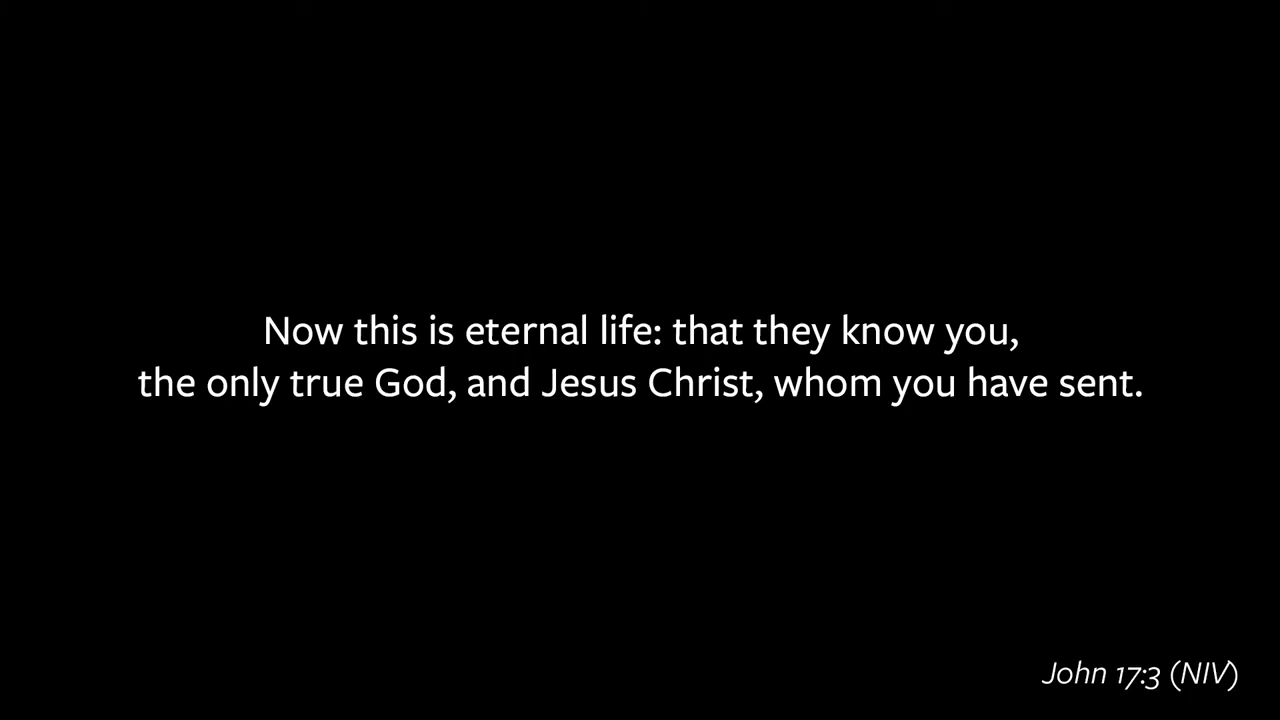 Now this is eternal life: that they know you,
the only true God, and Jesus Christ, whom you have sent.
John 17:3 (NIV)